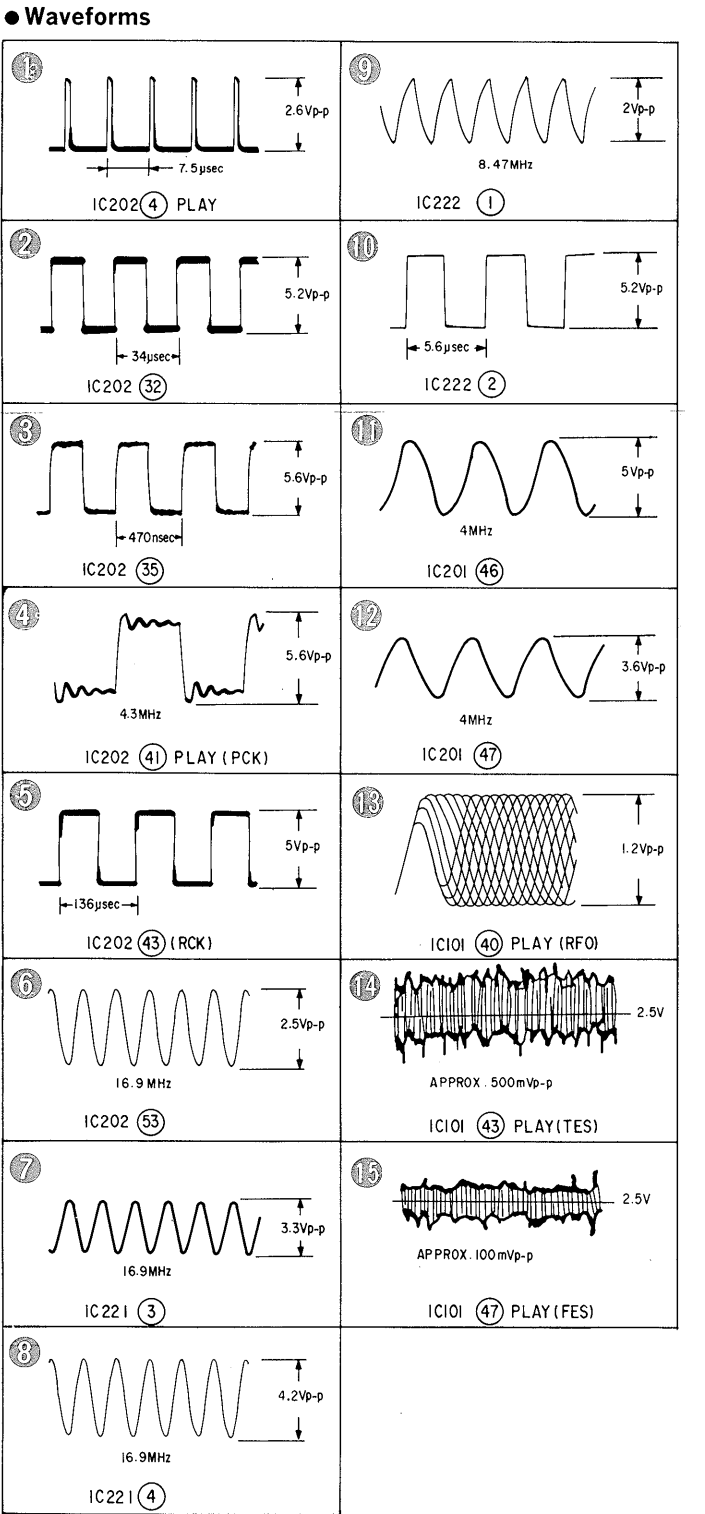 ● Waveforms
1
2.6Vp-p
7.5μsec
IC202 4 PLAY
2
5.2Vp-p
34μsec
IC202 32
3
5.6Vp-p
470nsec
IC202 35
4
5.6Vp-p
4.3MHz
IC202 41 PLAY (PCK)
5
5Vp-p
136μsec
IC202 43 (RCK)
6
2.5Vp-p
16.9MHz
IC202 53
7
3.3Vp-p
16.9MHz
IC221 3
8
4.2Vp-p
16.9MHz
IC221 4
9
2Vp-p
8.47MHz
IC222 1
10
5.2Vp-p
5.6μsec
IC222 2
11
5Vp-p
4MHz
IC201 46
12
3.6Vp-p
4MHz
IC201 47
13
1.2Vp-p
IC101 40 PLAY (RFO)
14
2.5V
APPROX. 500mVp-p
IC101 43 PLAY(TES)
15
2.5V
APPROX. 100mVp-p
IC101 47 PLAY(FES)